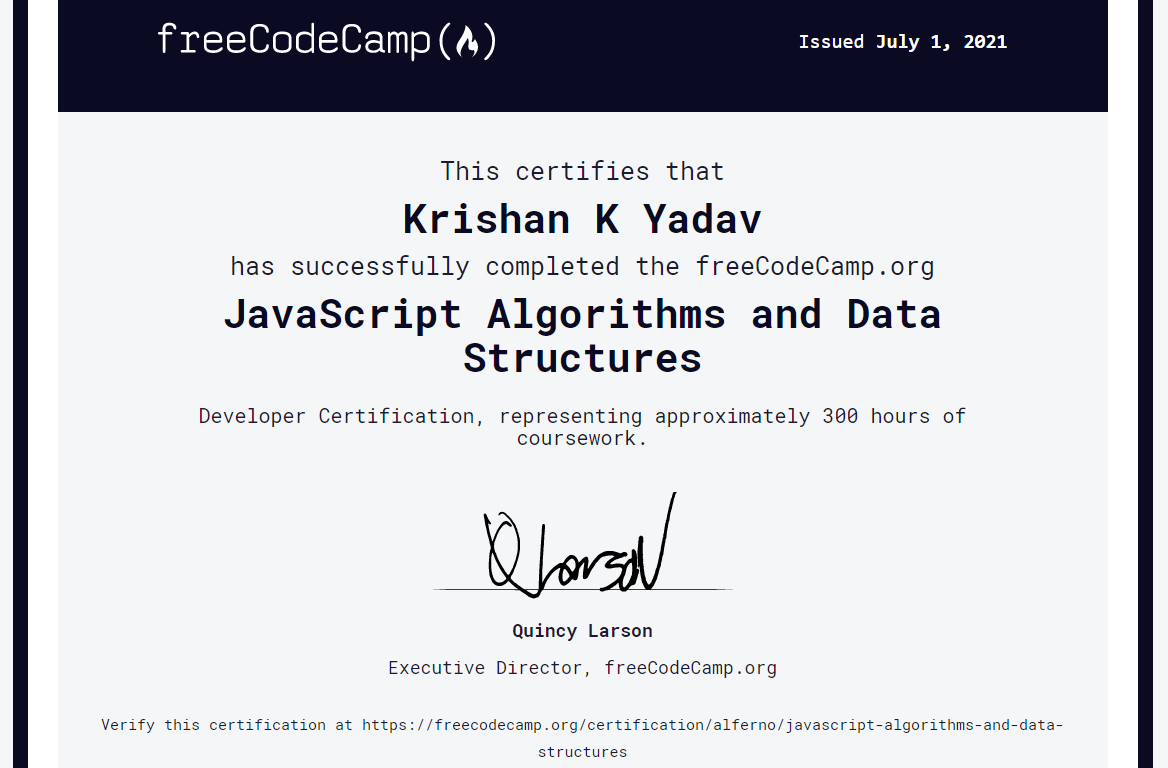 freeCodeCamp
Issued July 1, 2021
This certifies that
Krishan K Yadav
has successfully completed the freeCodeCamp.org
JavaScript Algorithms and Data
Structures
Developer Certification, representing approximately 300 hours of
coursework.
Q Larson
Quincy Larson
Executive Director, freeCodeCamp.org
Verify this certification at https://freecodecamp.org/certification/alferno/javascript-algorithms-and-data-
structures